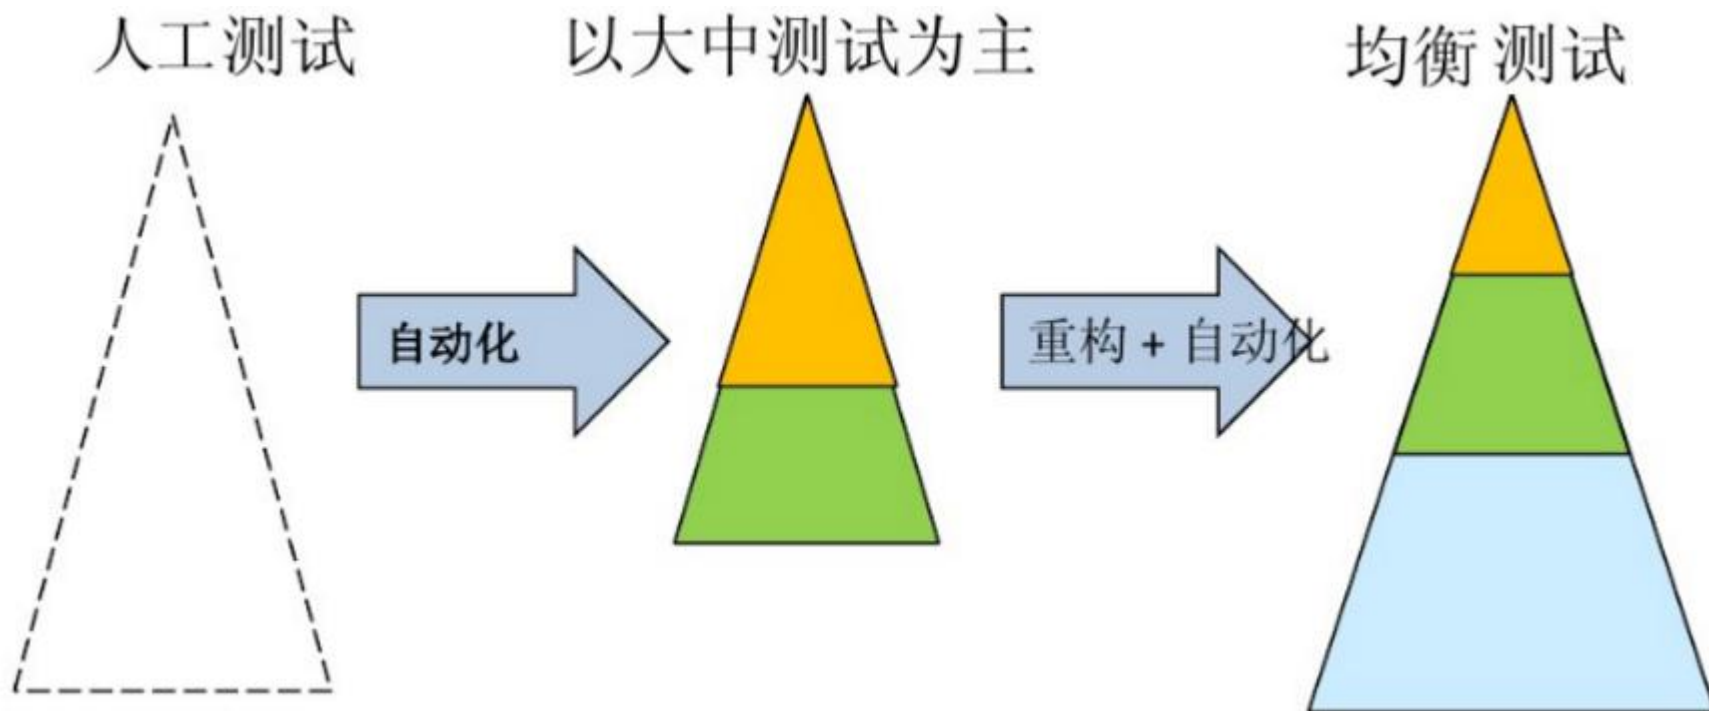 人工测试
以大中测试为主
均衡 测试
自动化
重构 + 自动化